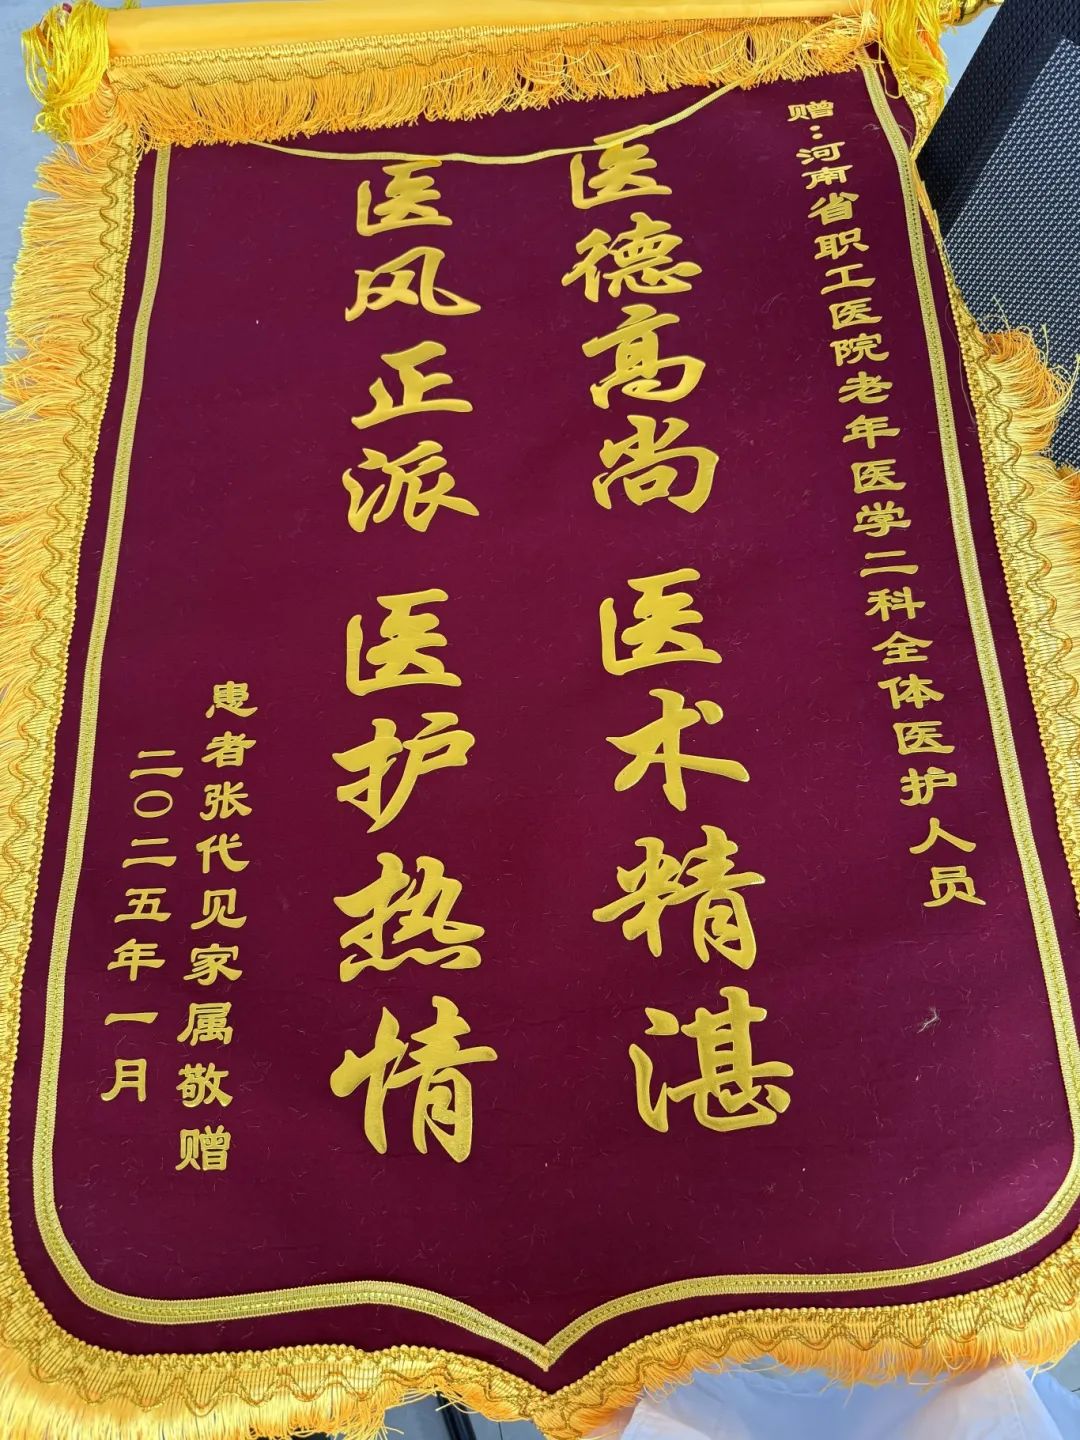 赠:河南省职工医院老年医学二科全体医护人员
医德高尚 医术精湛
医风正派 医护热情
患者张代见家属敬赠
二〇二五年一月